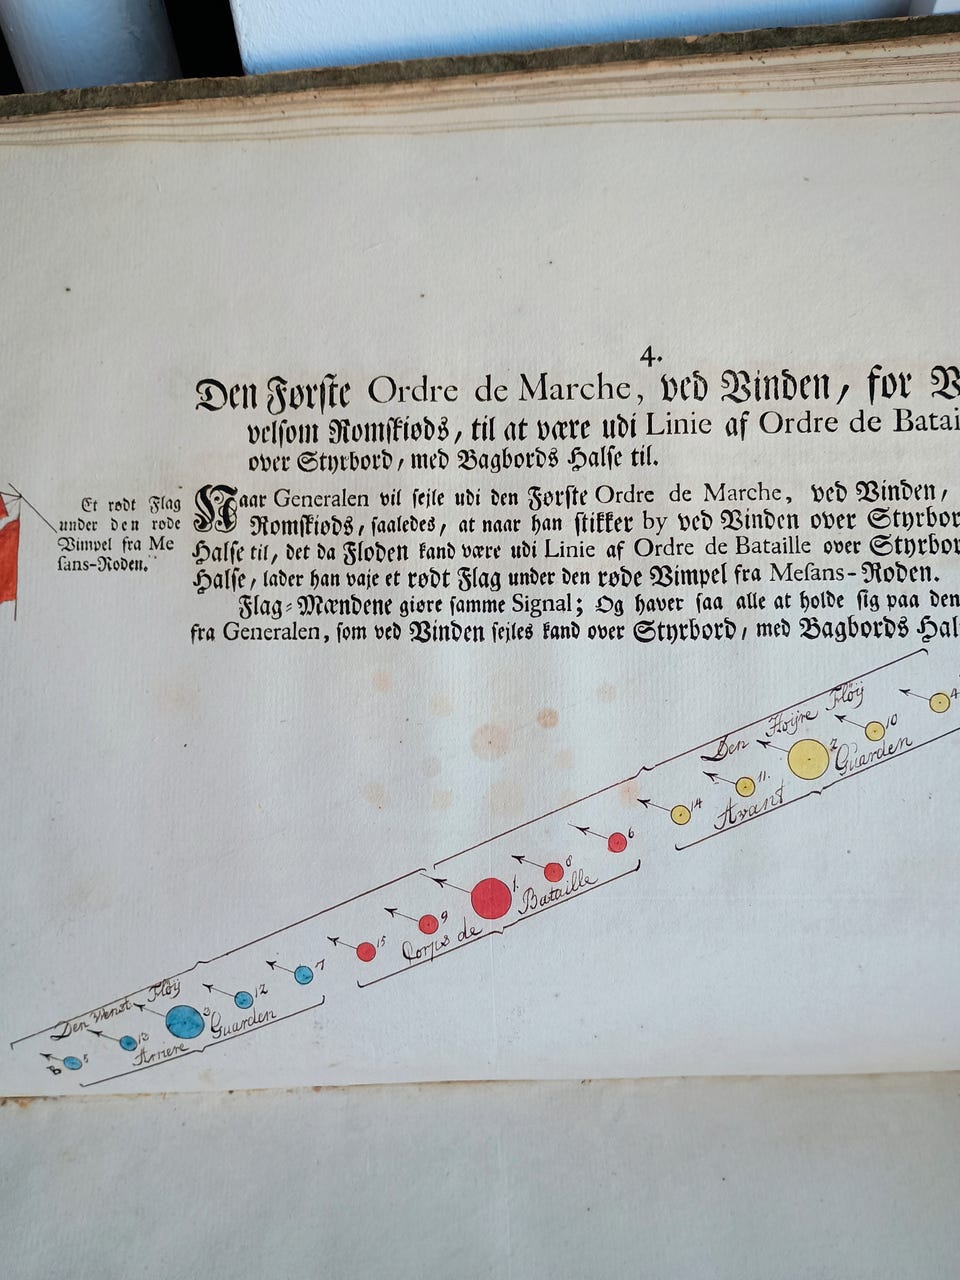 4.
Den Første Ordre de Marche, ved Vinden, for V
velsom Romskiøds, til at være udi Linie af Ordre de Batai
over Styrbord, med Bagbords Halse til.
Et rødt Flag
under den røde
Vimpel fra Me
sans-Roden.
Naar Generalen vil sejle udi den Første Ordre de Marche, ved Vinden,
Romskiøds, saaledes, at naar han stikker by ved Vinden over Styrbor
Halse til, det da Floden kand være udi Linie af Ordre de Bataille over Styrbor
Halse, lader han vaje et rødt Flag under den røde Vimpel fra Mesans-Roden.
Flag-Mændene giøre samme Signal; Og haver saa alle at holde sig paa den
fra Generalen, som ved Vinden sejles kand over Styrbord, med Bagbords Hal
Den Høyre Fløÿ
4
10
2
Guarden
11.
Avant
14
6
8
Bataille
1.
Corps de
9
15
7
12
Den Venst. Fløÿ
3
Guarden
13
Arriere
5
B